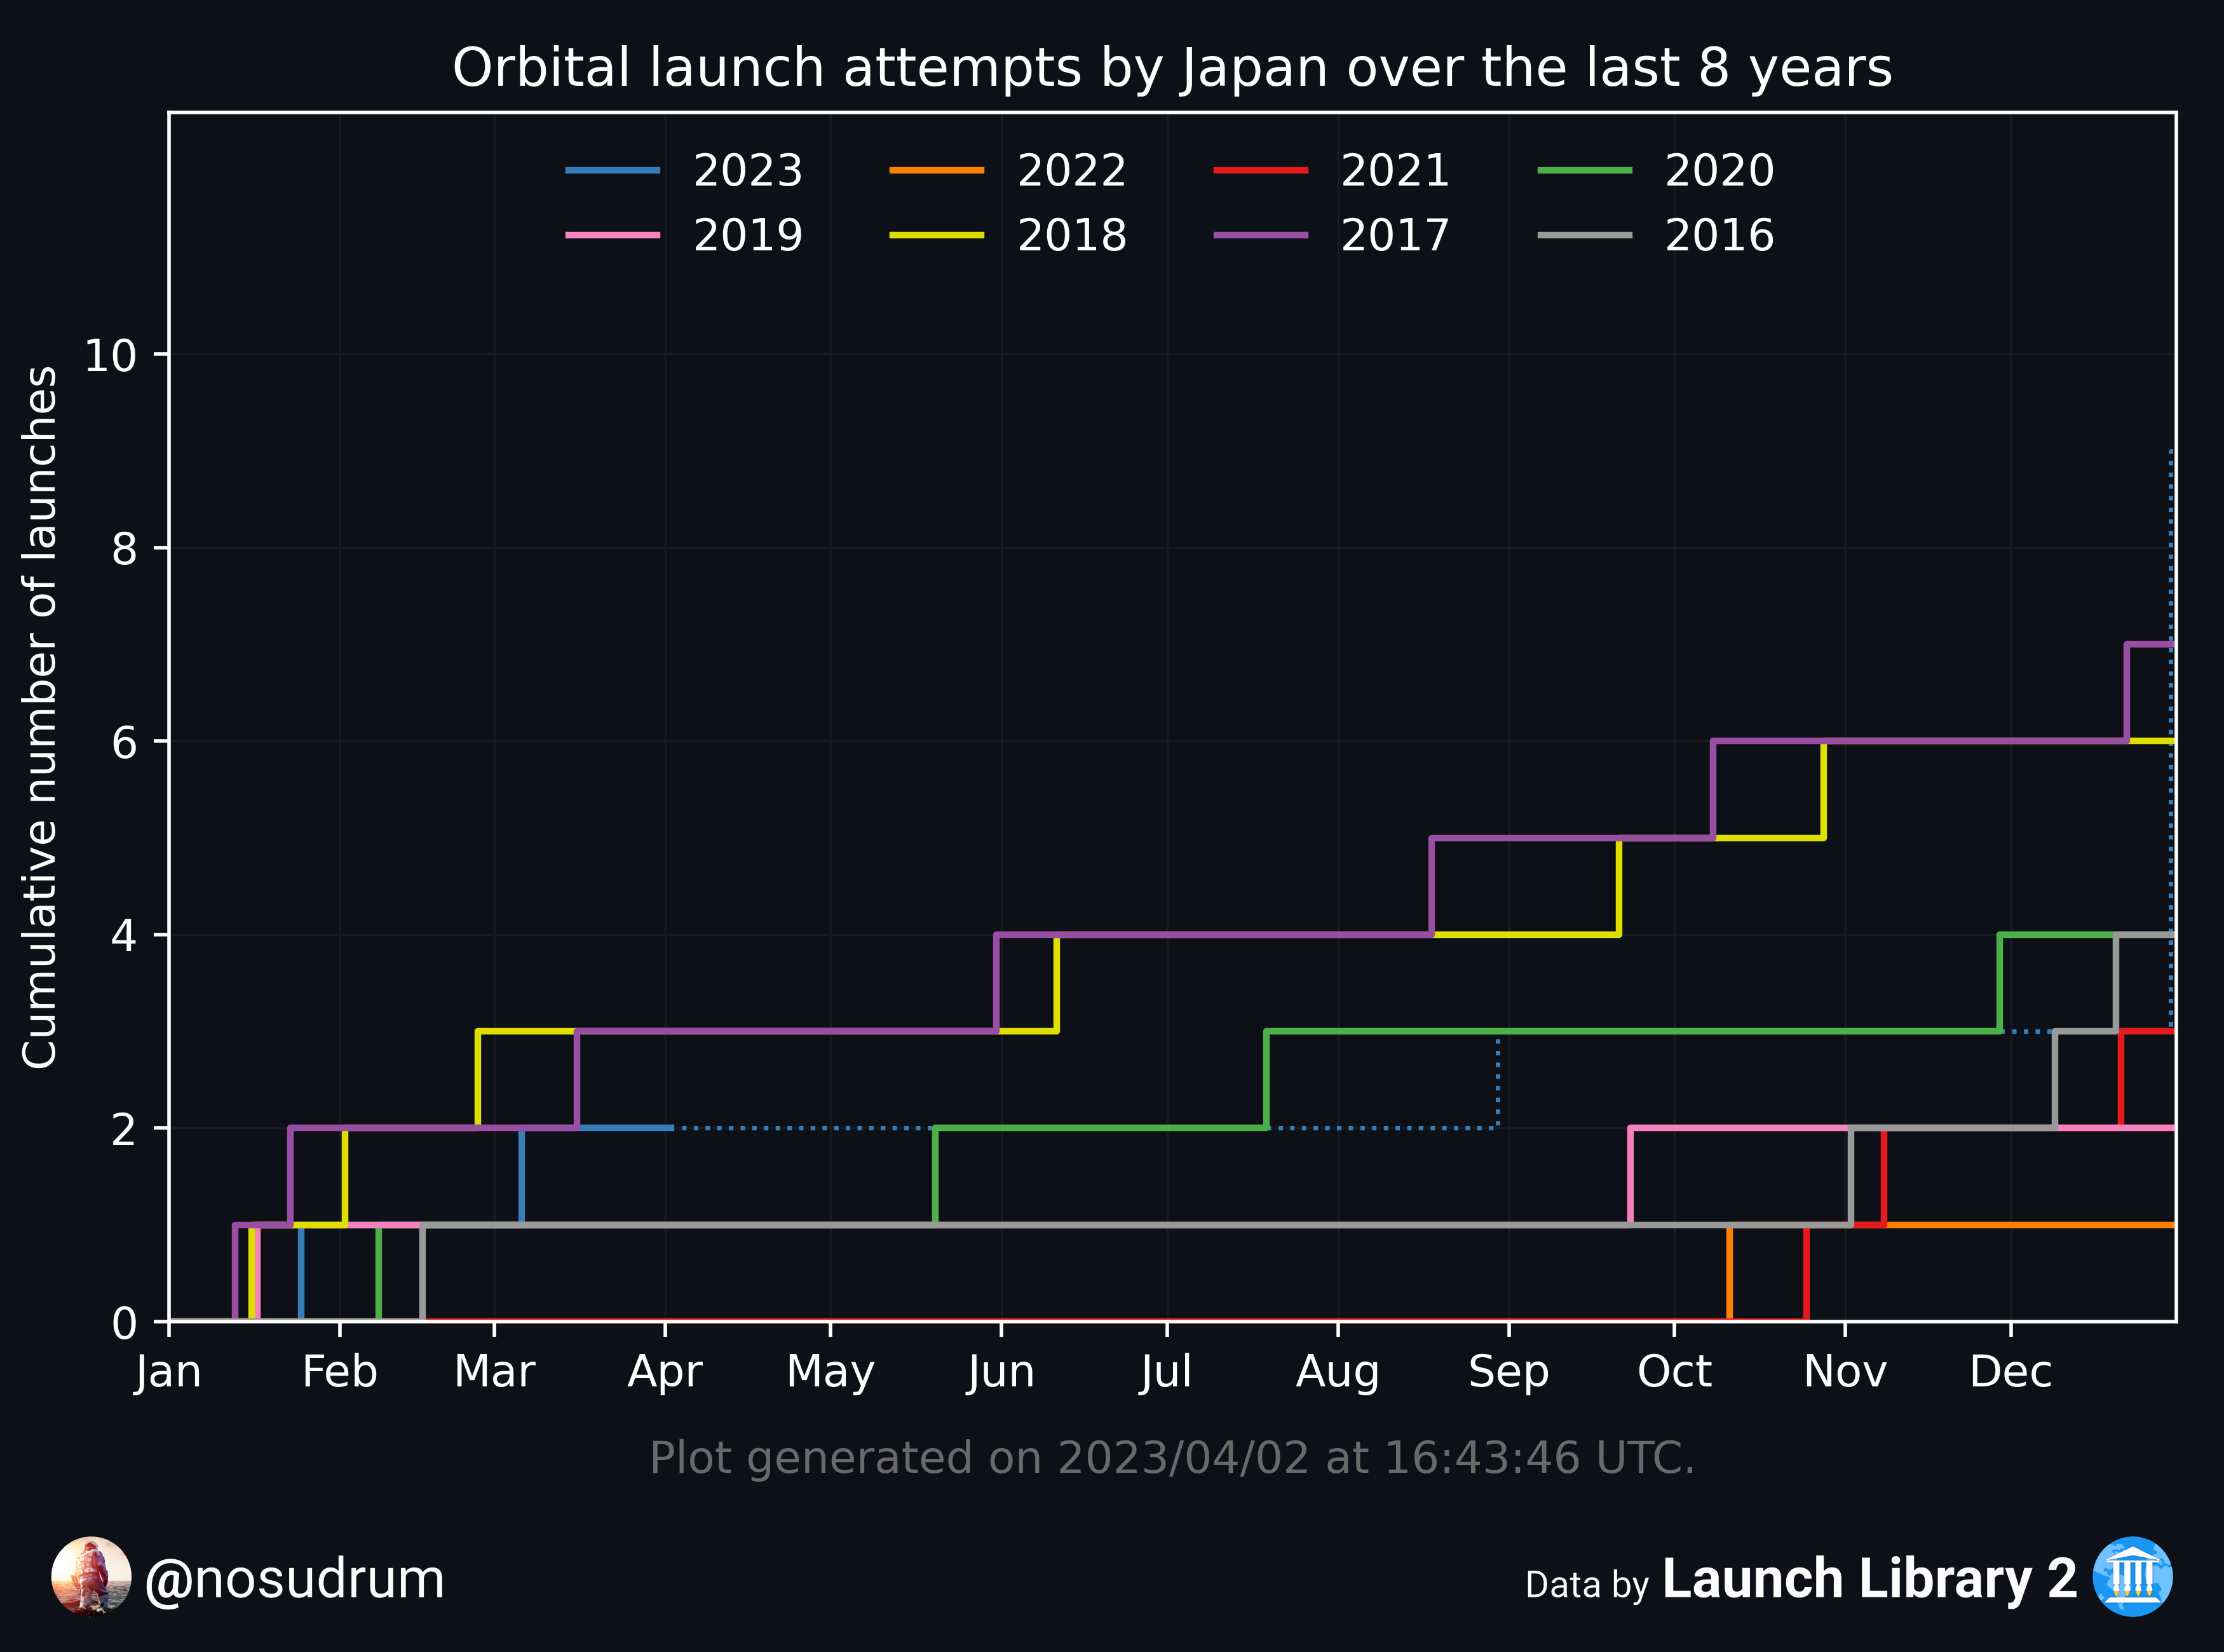 Orbital launch attempts by Japan over the last 8 years
2023 2022 2021 2020
2019 2018 2017 2016
Cumulative number of launches
10
8
6
4
2
0
Jan Feb Mar Apr May Jun Jul Aug Sep Oct Nov Dec
Plot generated on 2023/04/02 at 16:43:46 UTC.
@nosudrum
Data by Launch Library 2